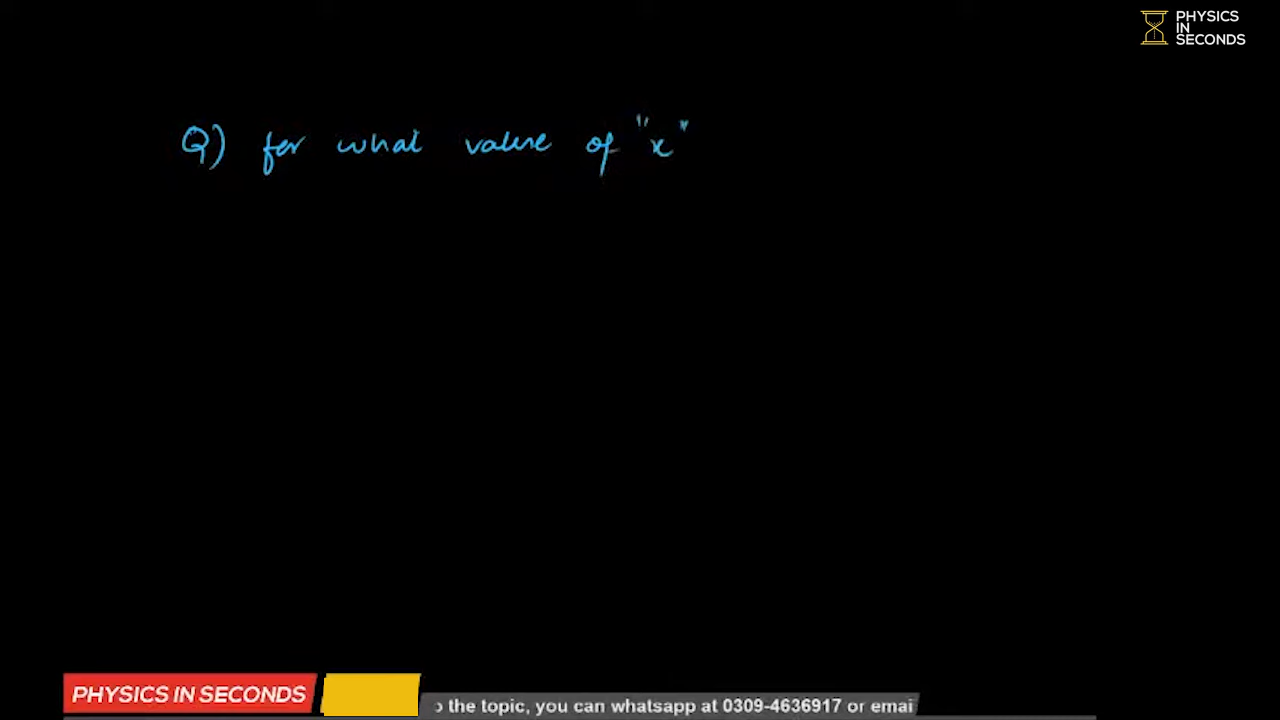 PHYSICS
IN
SECONDS
Q) for what value of "x"
PHYSICS IN SECONDS
o the topic, you can whatsapp at 0309-4636917 or emai